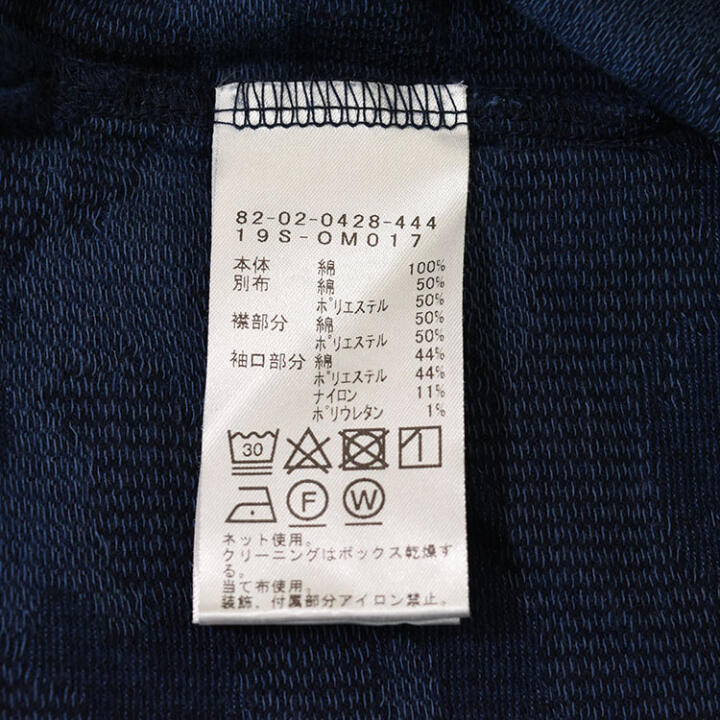 82-02-0428-444
19S-OM017
本体 綿 100%
別布 綿 50%
ポリエステル 50%
襟部分 綿 50%
ポリエステル 50%
袖口部分 綿 44%
ポリエステル 44%
ナイロン 11%
ポリウレタン 1%
30
F W
ネット使用。
クリーニングはボックス乾燥す
る。
当て布使用。
装飾、付属部分アイロン禁止。